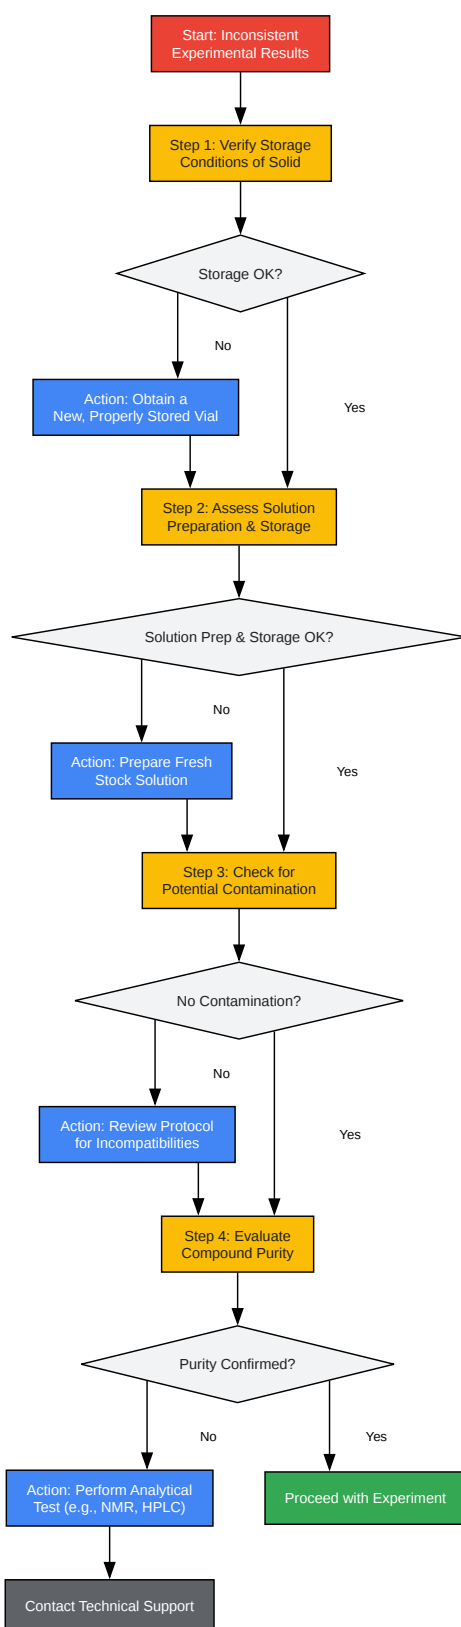 Start: Inconsistent
Experimental Results
Step 1: Verify Storage
Conditions of Solid
Storage OK?
No
Yes
Action: Obtain a
New, Properly Stored Vial
Step 2: Assess Solution
Preparation & Storage
Solution Prep & Storage OK?
No
Yes
Action: Prepare Fresh
Stock Solution
Step 3: Check for
Potential Contamination
No Contamination?
No
Yes
Action: Review Protocol
for Incompatibilities
Step 4: Evaluate
Compound Purity
Purity Confirmed?
No
Yes
Action: Perform Analytical
Test (e.g., NMR, HPLC)
Proceed with Experiment
Contact Technical Support